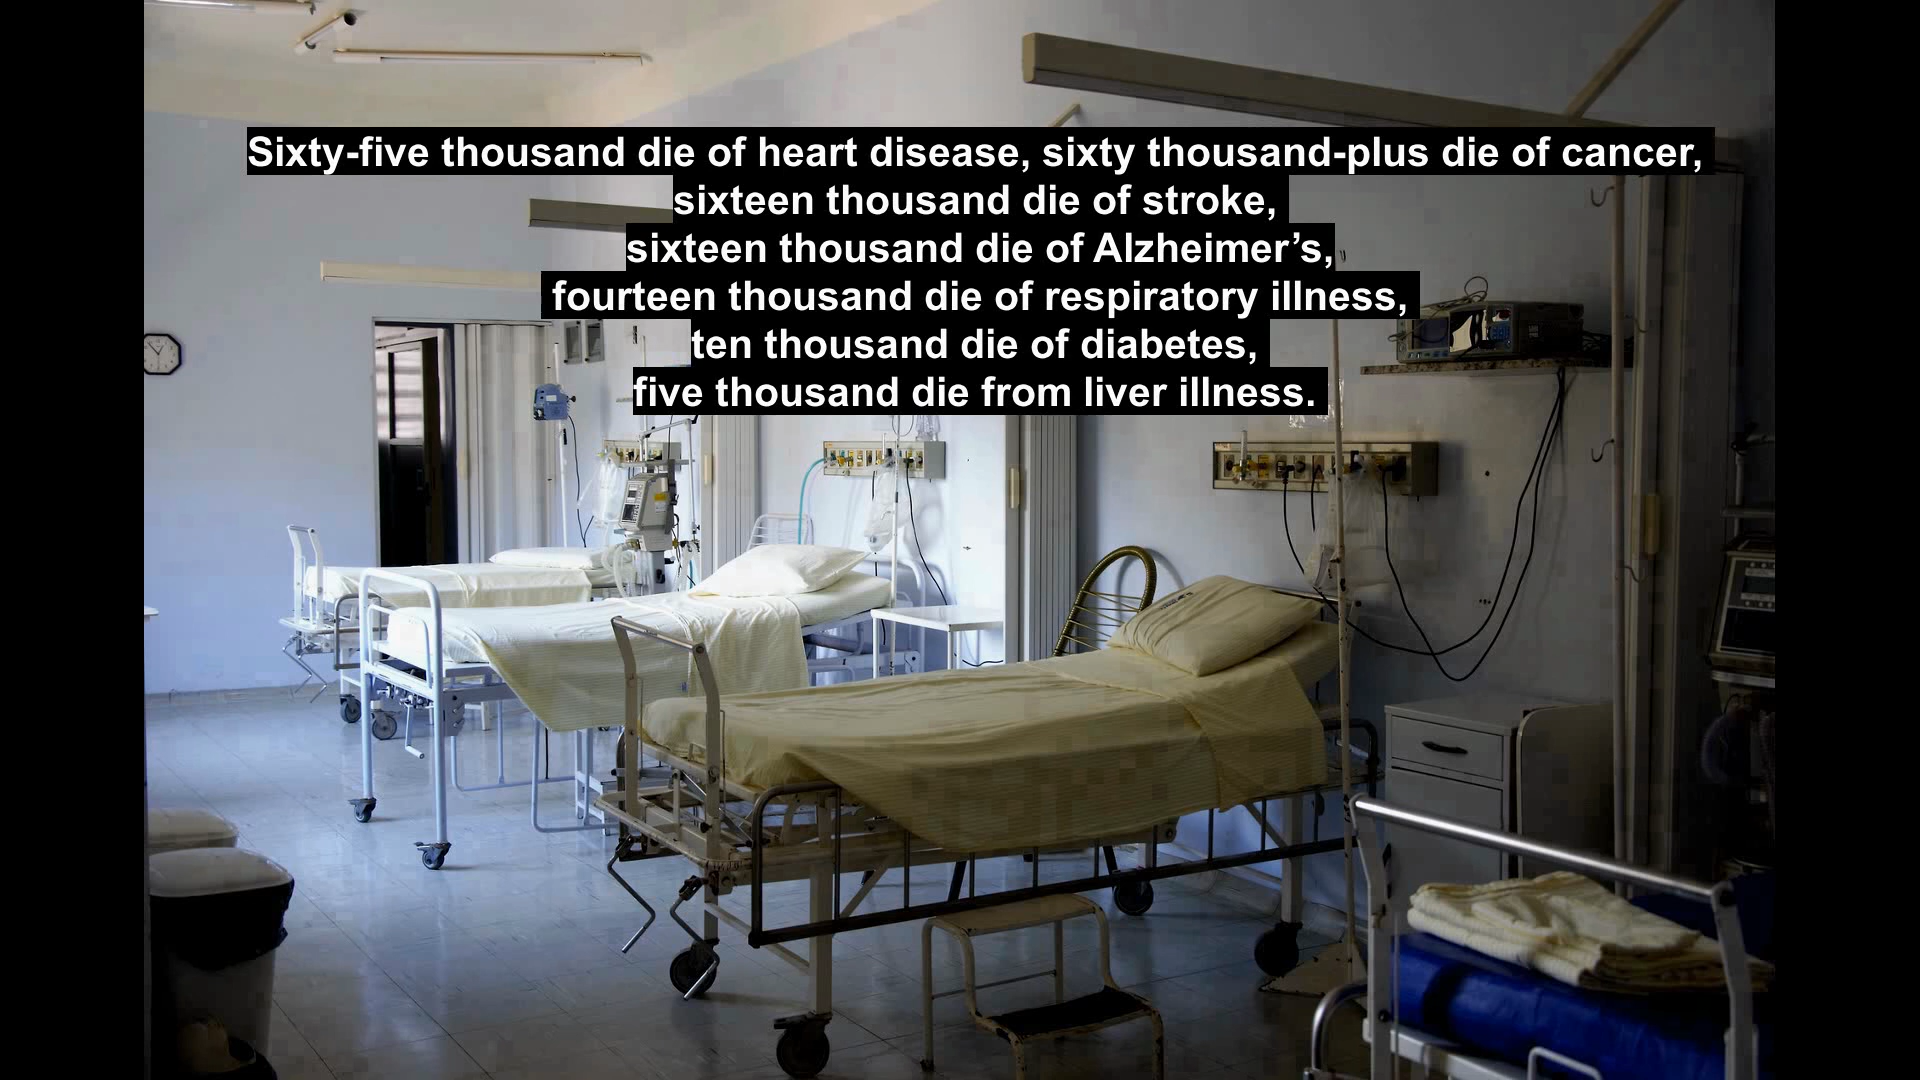 Sixty-five thousand die of heart disease, sixty thousand-plus die of cancer,
sixteen thousand die of stroke,
sixteen thousand die of Alzheimer’s,
fourteen thousand die of respiratory illness,
ten thousand die of diabetes,
five thousand die from liver illness.